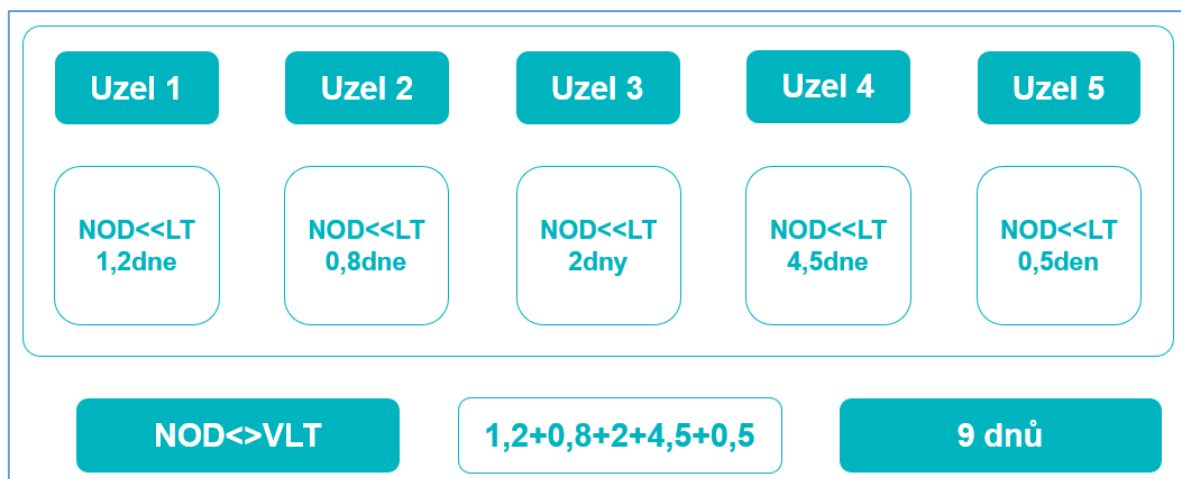 Uzel 1
Uzel 2
Uzel 3
Uzel 4
Uzel 5
NOD<<LT
1,2dne
NOD<<LT
0,8dne
NOD<<LT
2dny
NOD<<LT
4,5dne
NOD<<LT
0,5den
NOD<>VLT
1,2+0,8+2+4,5+0,5
9 dnů